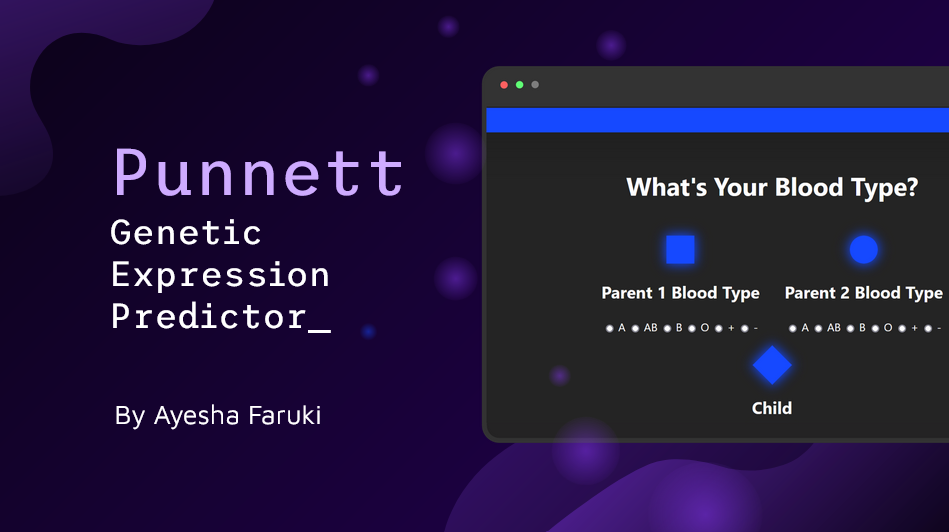 Punnett
Genetic
Expression
Predictor_
By Ayesha Faruki
What's Your Blood Type?
Parent 1 Blood Type Parent 2 Blood Type
A AB B O + - A AB B O + -
Child